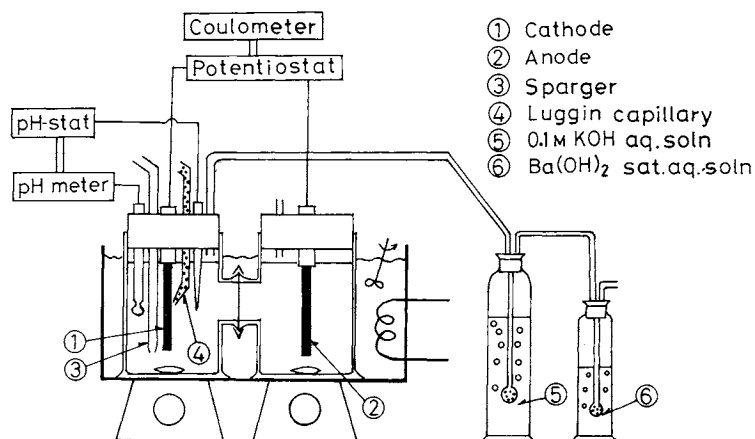 Coulometer
Potentiostat
pH-stat
pH meter
① Cathode
② Anode
③ Sparger
④ Luggin capillary
⑤ 0.1M KOH aq.soln
⑥ Ba(OH)₂ sat.aq.soln
①
③
④
②
⑤
⑥